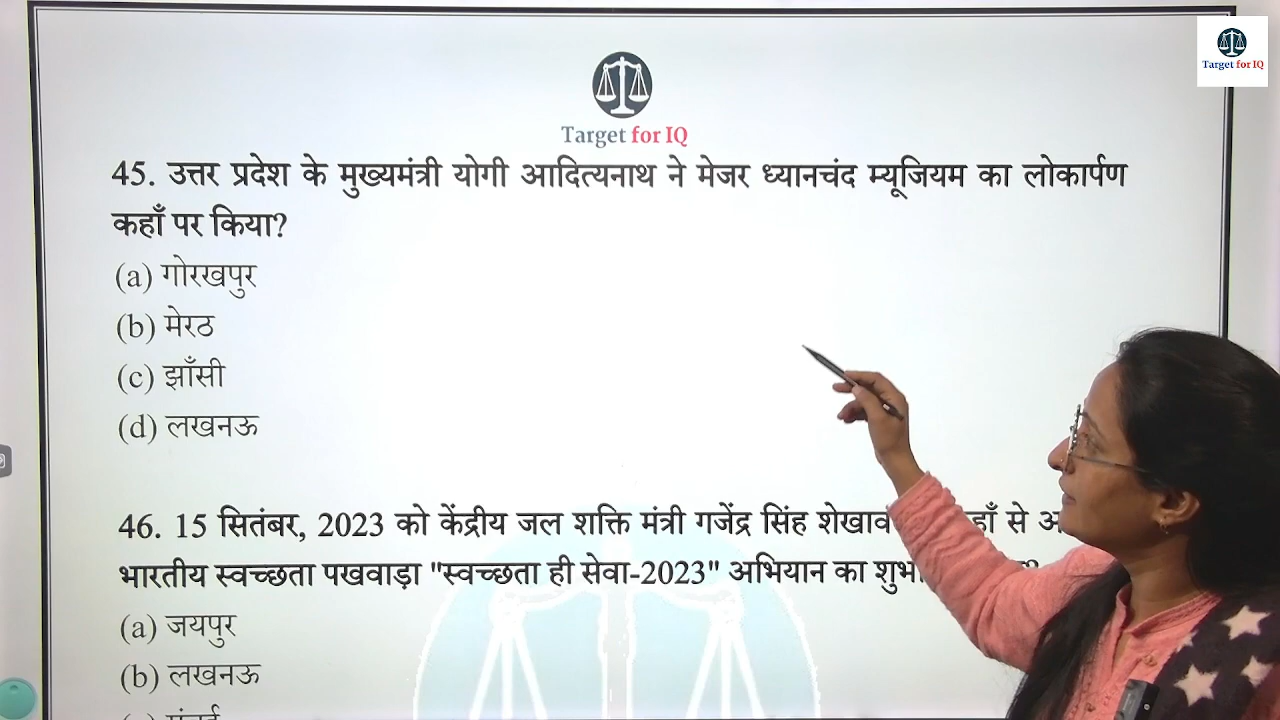 Target for IQ
Target for IQ
45. उत्तर प्रदेश के मुख्यमंत्री योगी आदित्यनाथ ने मेजर ध्यानचंद म्यूजियम का लोकार्पण
कहाँ पर किया?
(a) गोरखपुर
(b) मेरठ
(c) झाँसी
(d) लखनऊ
46. 15 सितंबर, 2023 को केंद्रीय जल शक्ति मंत्री गजेंद्र सिंह से
भारतीय स्वच्छता पखवाड़ा "स्वच्छता ही सेवा-2023" अभियान का
(a) जयपुर
(b) लखनऊ